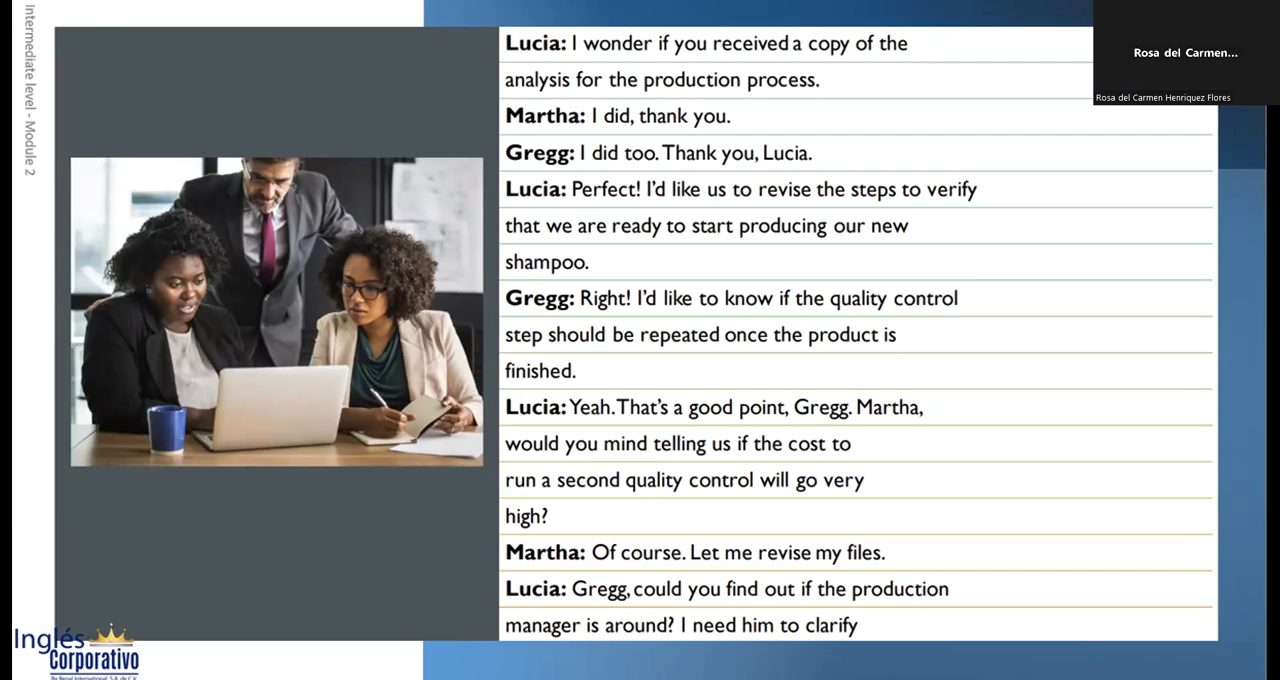 Intermediate level - Module 2
Lucia: I wonder if you received a copy of the
analysis for the production process.
Martha: I did, thank you.
Gregg: I did too. Thank you, Lucia.
Lucia: Perfect! I'd like us to revise the steps to verify
that we are ready to start producing our new
shampoo.
Gregg: Right! I'd like to know if the quality control
step should be repeated once the product is
finished.
Lucia: Yeah. That's a good point, Gregg. Martha,
would you mind telling us if the cost to
run a second quality control will go very
high?
Martha: Of course. Let me revise my files.
Lucia: Gregg, could you find out if the production
manager is around? I need him to clarify
Rosa del Carmen...
Rosa del Carmen Henriquez Flores
Inglés
Corporativo
By Bernal International, S.A. de C.V.